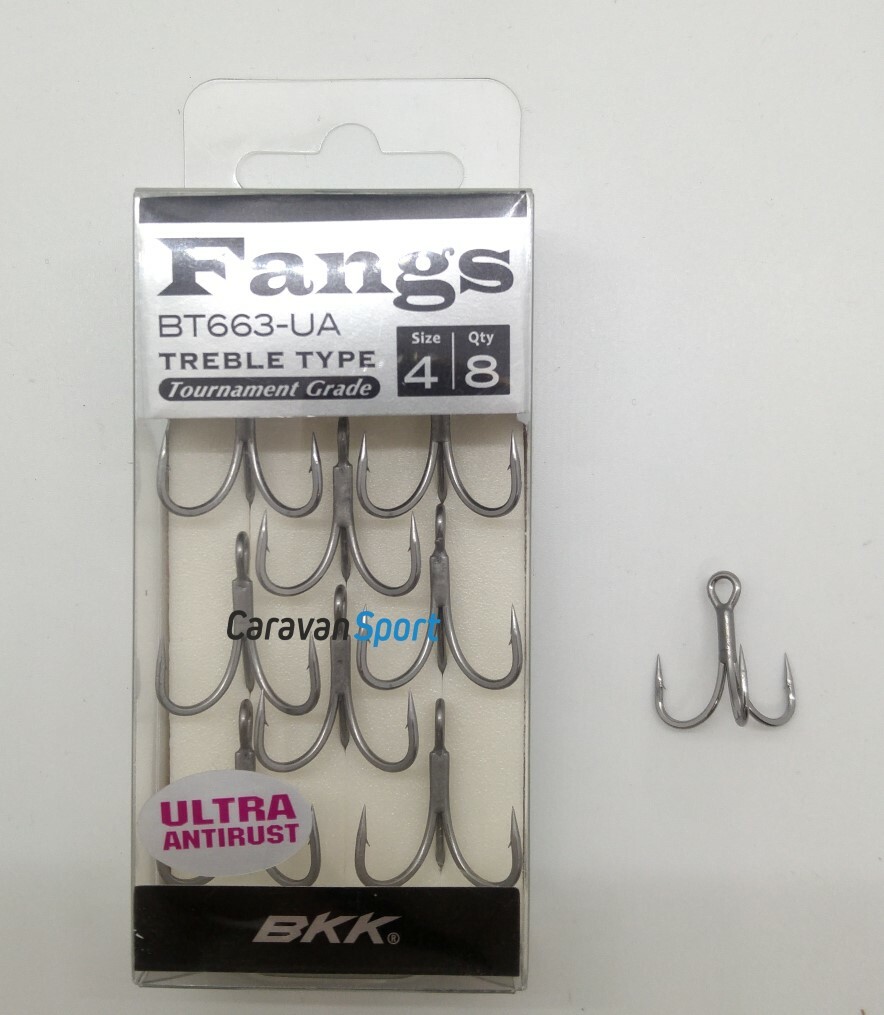 Fangs
BT663-UA
TREBLE TYPE
Tournament Grade
Size Qty
4 8
Caravan Sport
ULTRA
ANTIRUST
BKK®